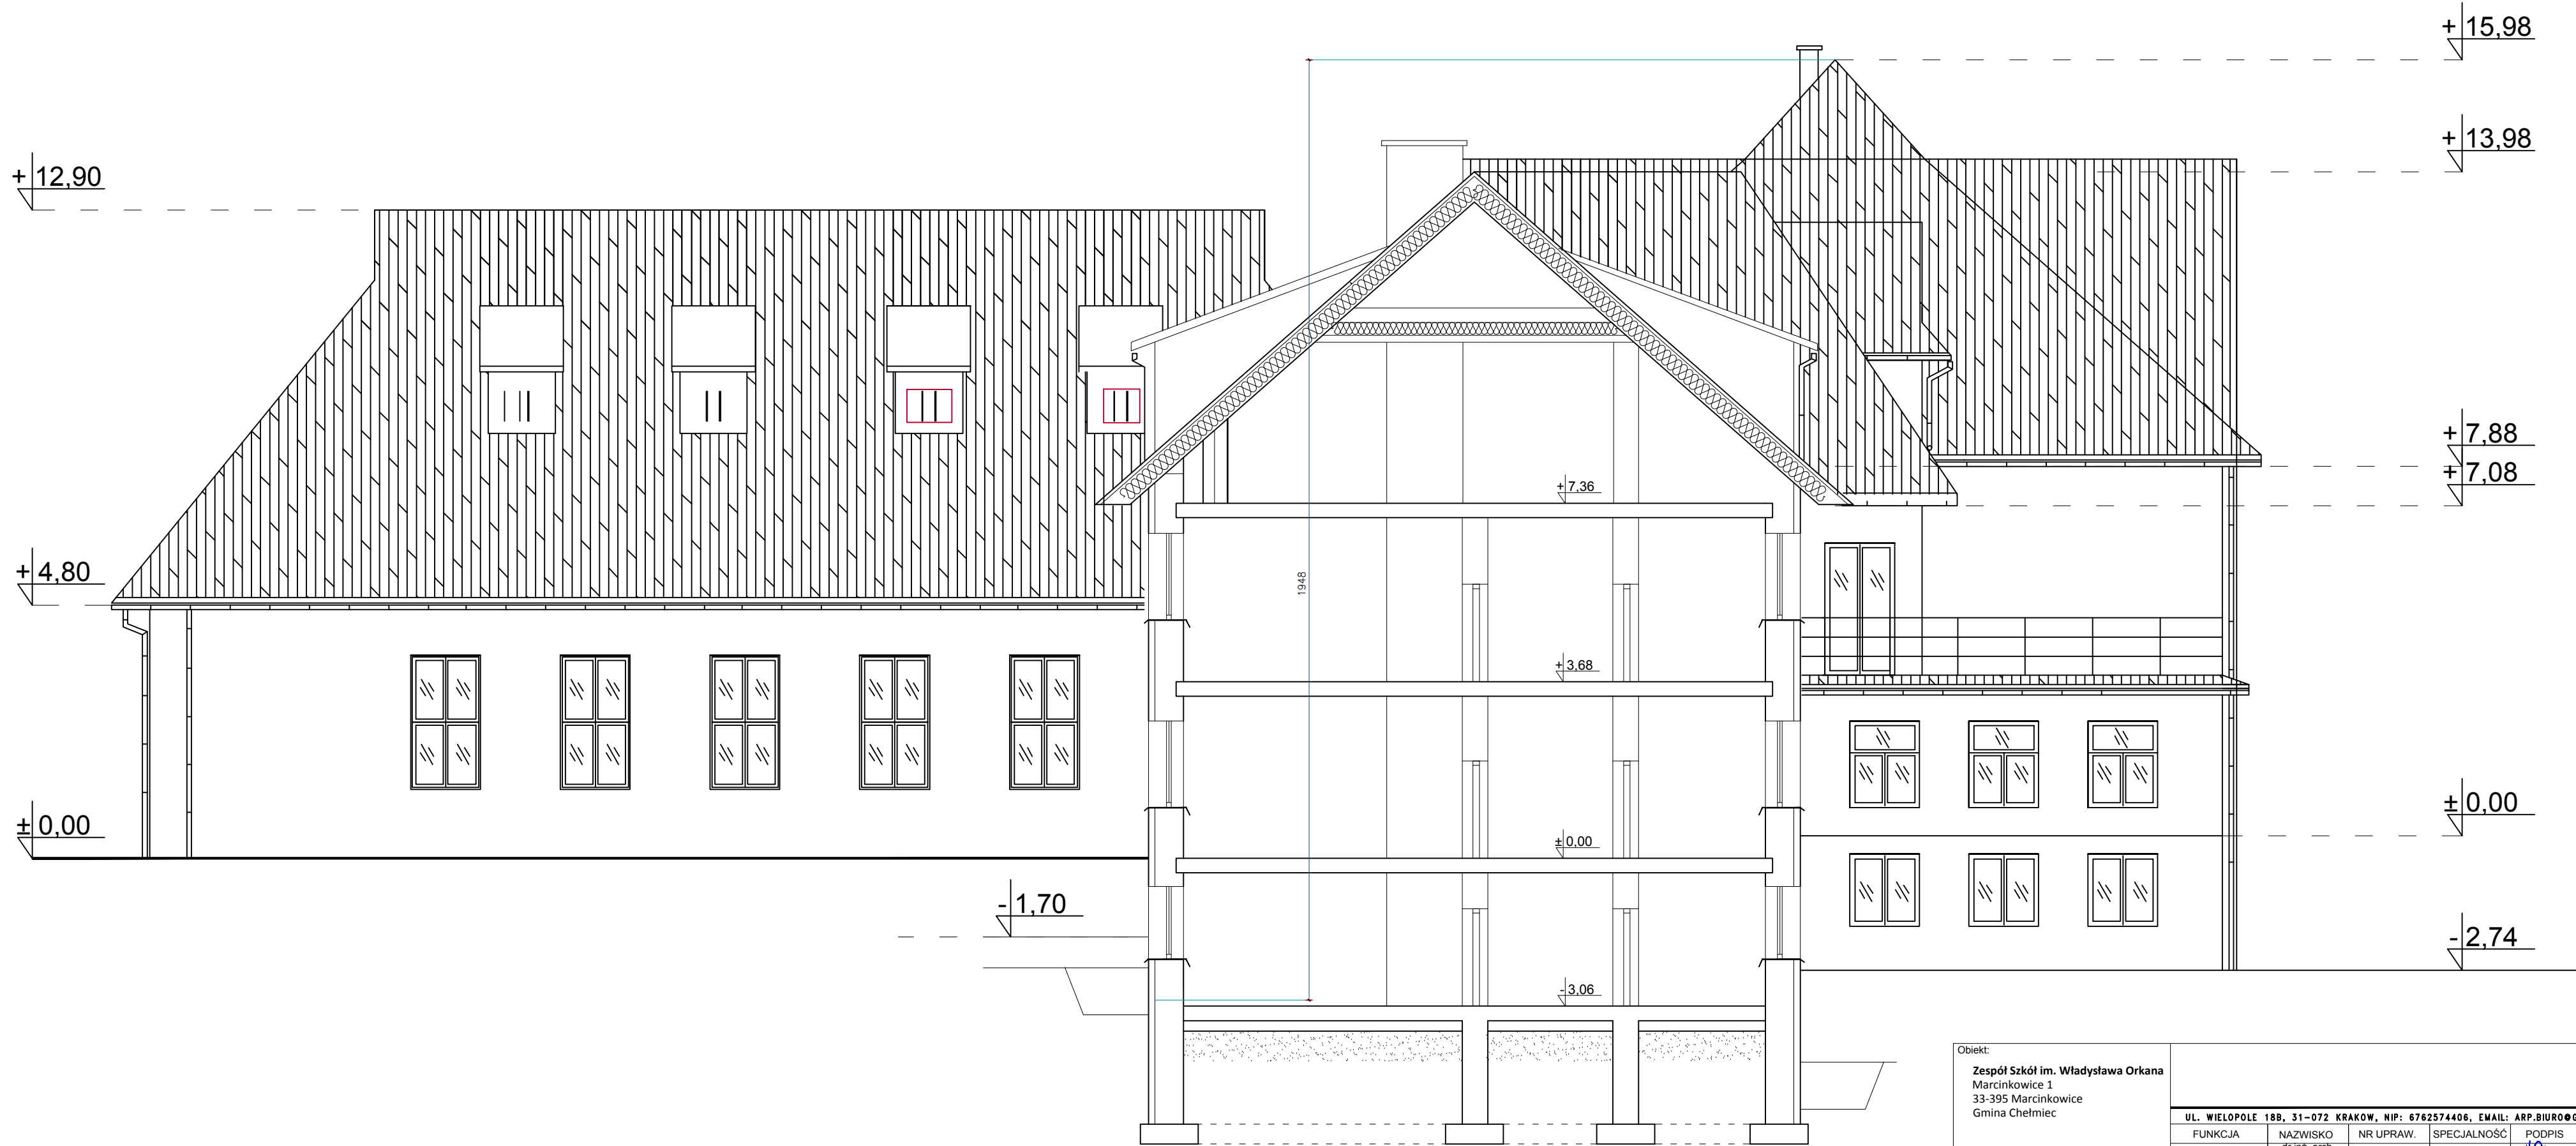 + 15,98
+ 13,98
+ 12,90
+ 7,88
+ 7,08
+ 7,36
+ 4,80
1948
+ 3,68
± 0,00
± 0,00
± 0,00
- 1,70
- 2,74
- 3,06
Obiekt:
Zespół Szkół im. Władysława Orkana
Marcinkowice 1
33-395 Marcinkowice
Gmina Chełmiec
UL. WIELOPOLE 18B, 31-072 KRAKOW, NIP: 6762574406, EMAIL: ARP.BIURO@G
FUNKCJA NAZWISKO NR UPRAW. SPECJALNOŚĆ PODPIS